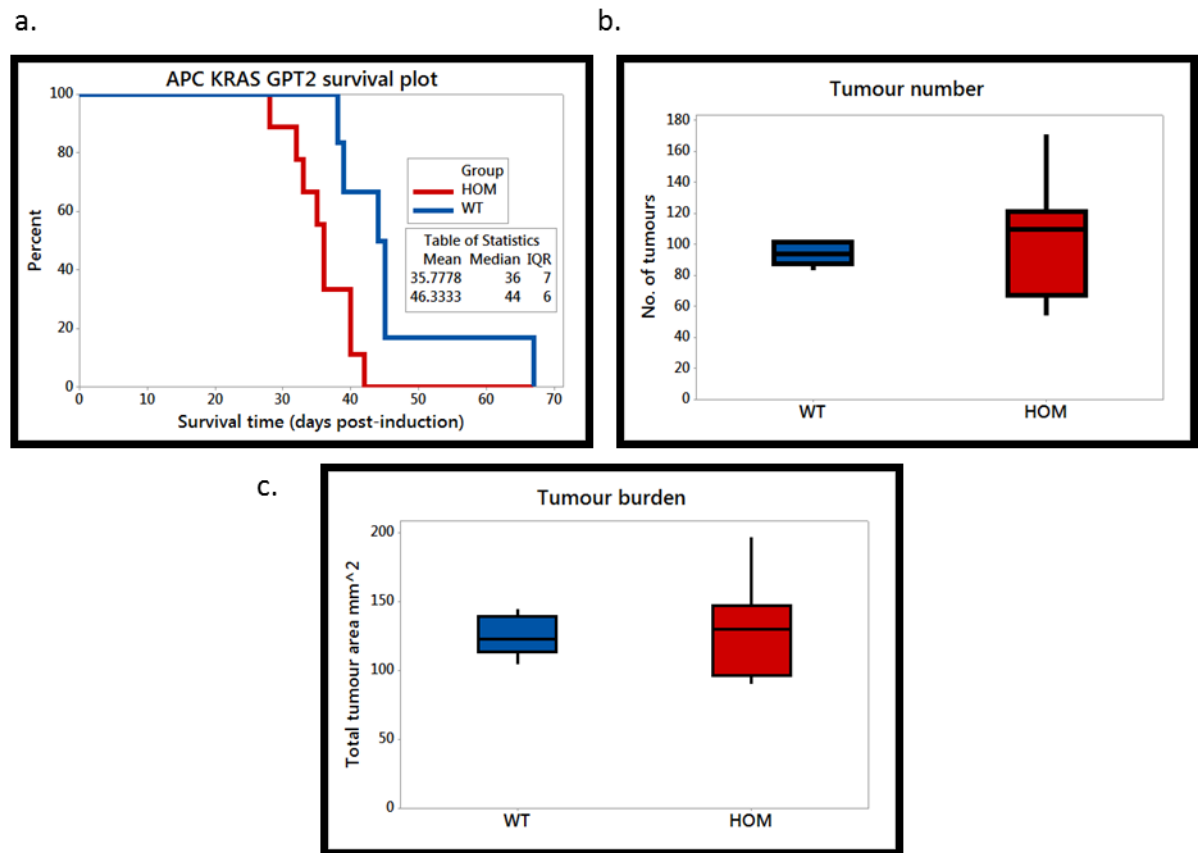 a.
APC KRAS GPT2 survival plot
100
80
60
40
20
0
Percent
0 10 20 30 40 50 60 70
Survival time (days post-induction)
Group
HOM
WT
Table of Statistics
Mean Median IQR
35.7778 36 7
46.3333 44 6
b.
Tumour number
180
160
140
120
100
80
60
40
20
0
No. of tumours
WT HOM
c.
Tumour burden
200
150
100
50
0
Total tumour area mm^2
WT HOM